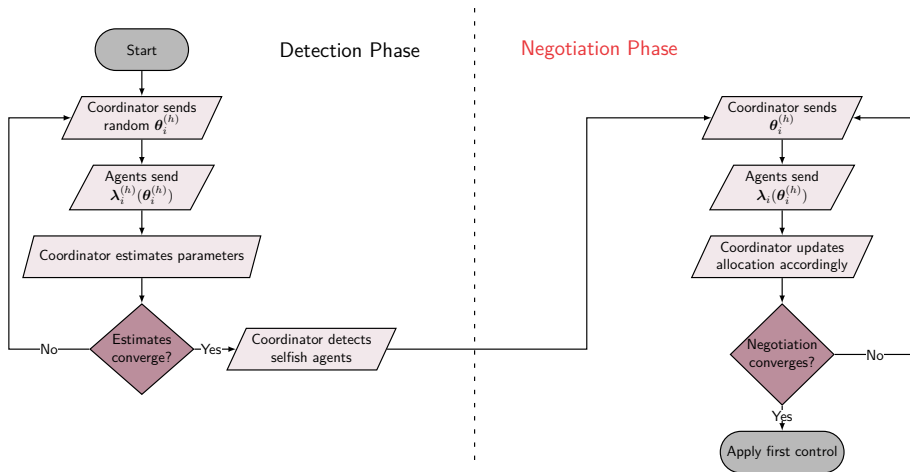 Detection Phase
Start
Coordinator sends
random θ_i^{(h)}
Agents send
λ_i^{(h)}(θ_i^{(h)})
Coordinator estimates parameters
Estimates
converge?
No
Yes
Coordinator detects
selfish agents
Negotiation Phase
Coordinator sends
θ_i^{(h)}
Agents send
λ_i(θ_i^{(h)})
Coordinator updates
allocation accordingly
Negotiation
converges?
No
Yes
Apply first control